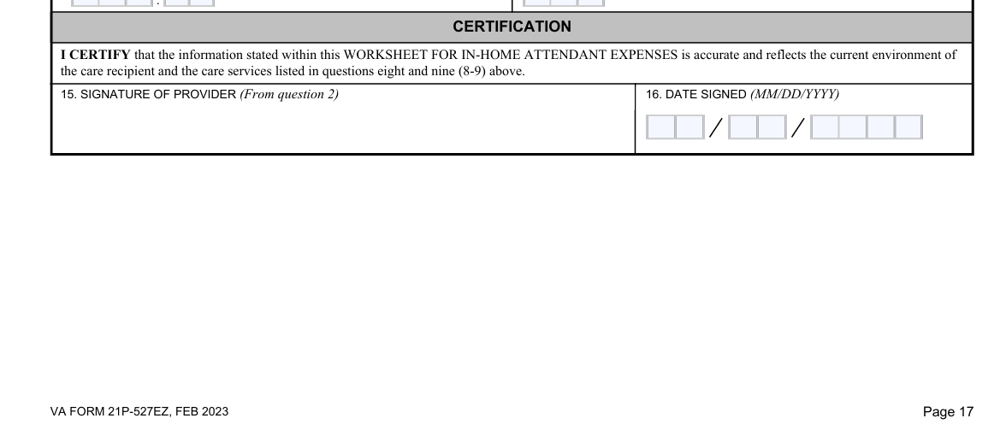 CERTIFICATION
I CERTIFY that the information stated within this WORKSHEET FOR IN-HOME ATTENDANT EXPENSES is accurate and reflects the current environment of
the care recipient and the care services listed in questions eight and nine (8-9) above.
15. SIGNATURE OF PROVIDER (From question 2)
16. DATE SIGNED (MM/DD/YYYY)
/ /
VA FORM 21P-527EZ, FEB 2023
Page 17